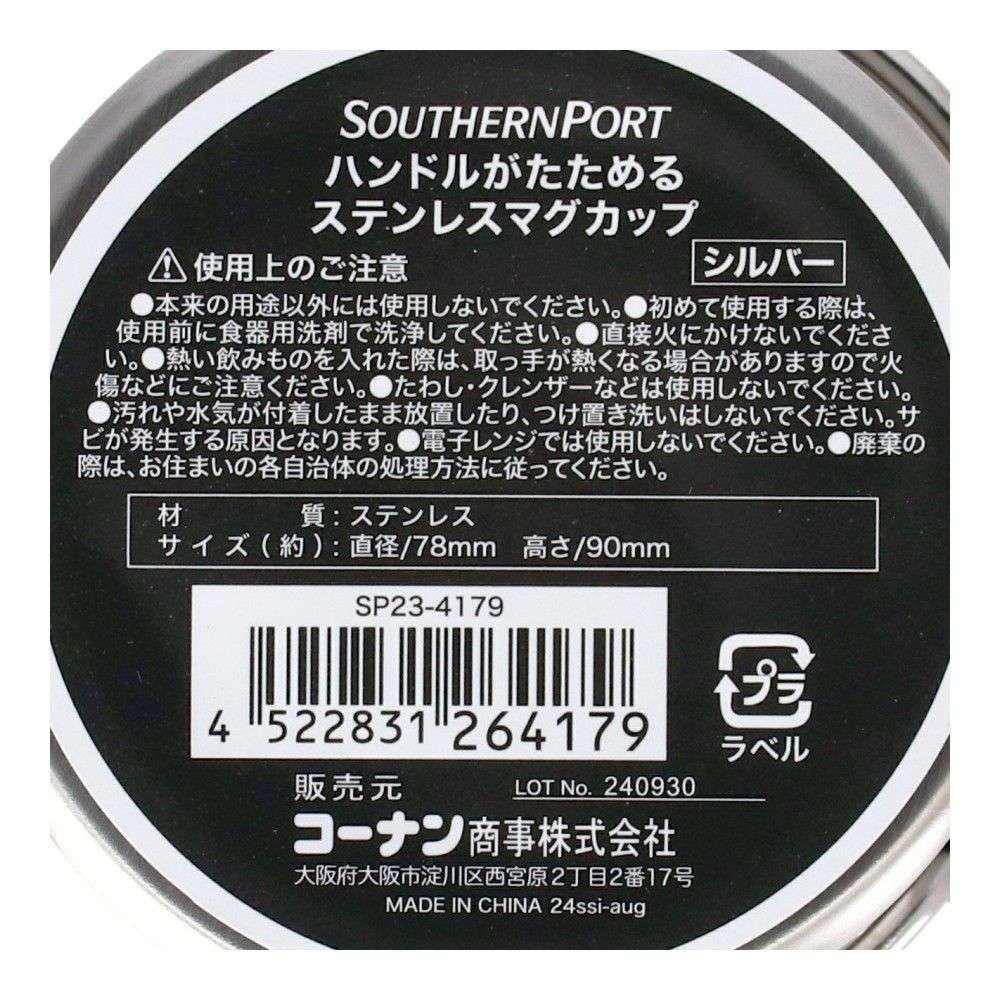 SOUTHERNPORT
ハンドルがたためる
ステンレスマグカップ
⚠使用上のご注意 シルバー
●本来の用途以外には使用しないでください。●初めて使用する際は、
使用前に食器用洗剤で洗浄してください。●直接火にかけないでくださ
い。●熱い飲みものを入れた際は、取っ手が熱くなる場合がありますので火
傷などにご注意ください。●たわし・クレンザーなどは使用しないでください。
●汚れや水気が付着したまま放置したり、つけ置き洗いはしないでください。サ
ビが発生する原因となります。●電子レンジでは使用しないでください。●廃棄の
際は、お住まいの各自治体の処理方法に従ってください。
材質:ステンレス
サイズ(約):直径/78mm 高さ/90mm
SP23-4179
4 522831 264179
プラ
ラベル
販売元 LOT No. 240930
コーナン商事株式会社
大阪府大阪市淀川区西宮原2丁目2番17号
MADE IN CHINA 24ssi-aug